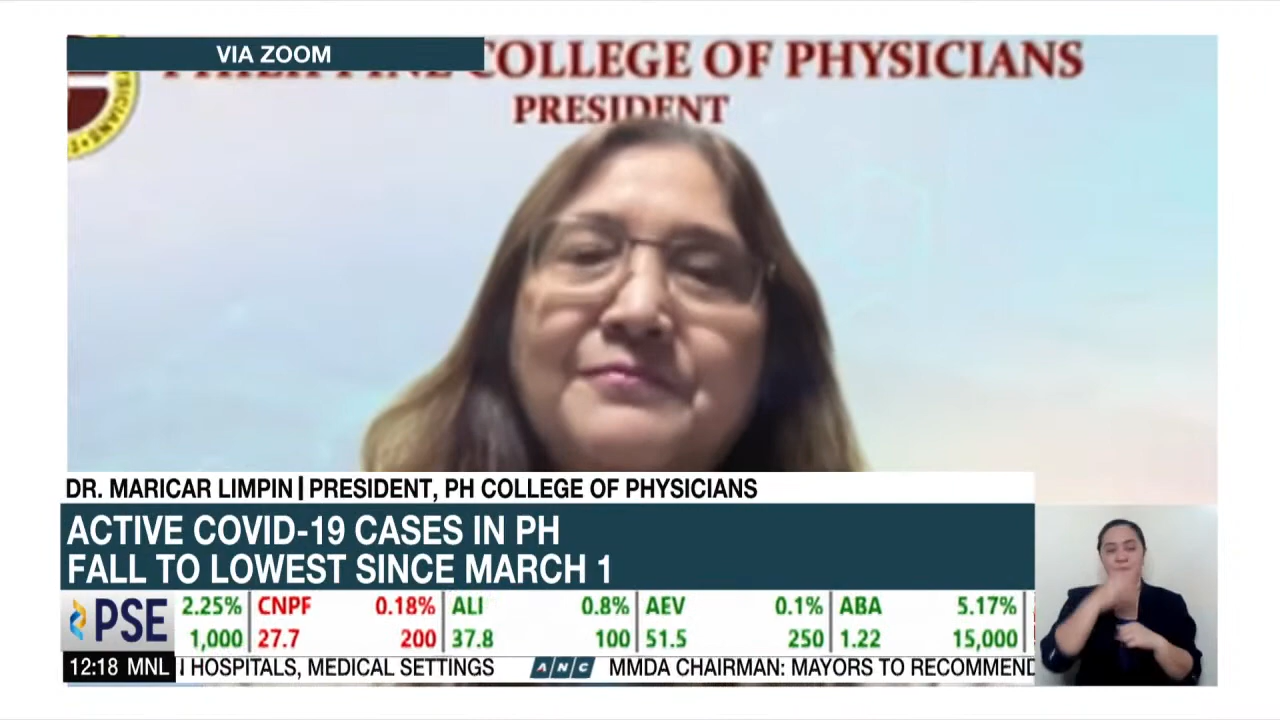 VIA ZOOM
PHILIPPINE COLLEGE OF PHYSICIANS
PRESIDENT
DR. MARICAR LIMPIN | PRESIDENT, PH COLLEGE OF PHYSICIANS
ACTIVE COVID-19 CASES IN PH
FALL TO LOWEST SINCE MARCH 1
PSE
2.25% CNPF 0.18% ALI 0.8% AEV 0.1% ABA 5.17%
1,000 27.7 200 37.8 100 51.5 250 1.22 15,000
12:18 MNL HOSPITALS, MEDICAL SETTINGS ANC MMDA CHAIRMAN: MAYORS TO RECOMMEND